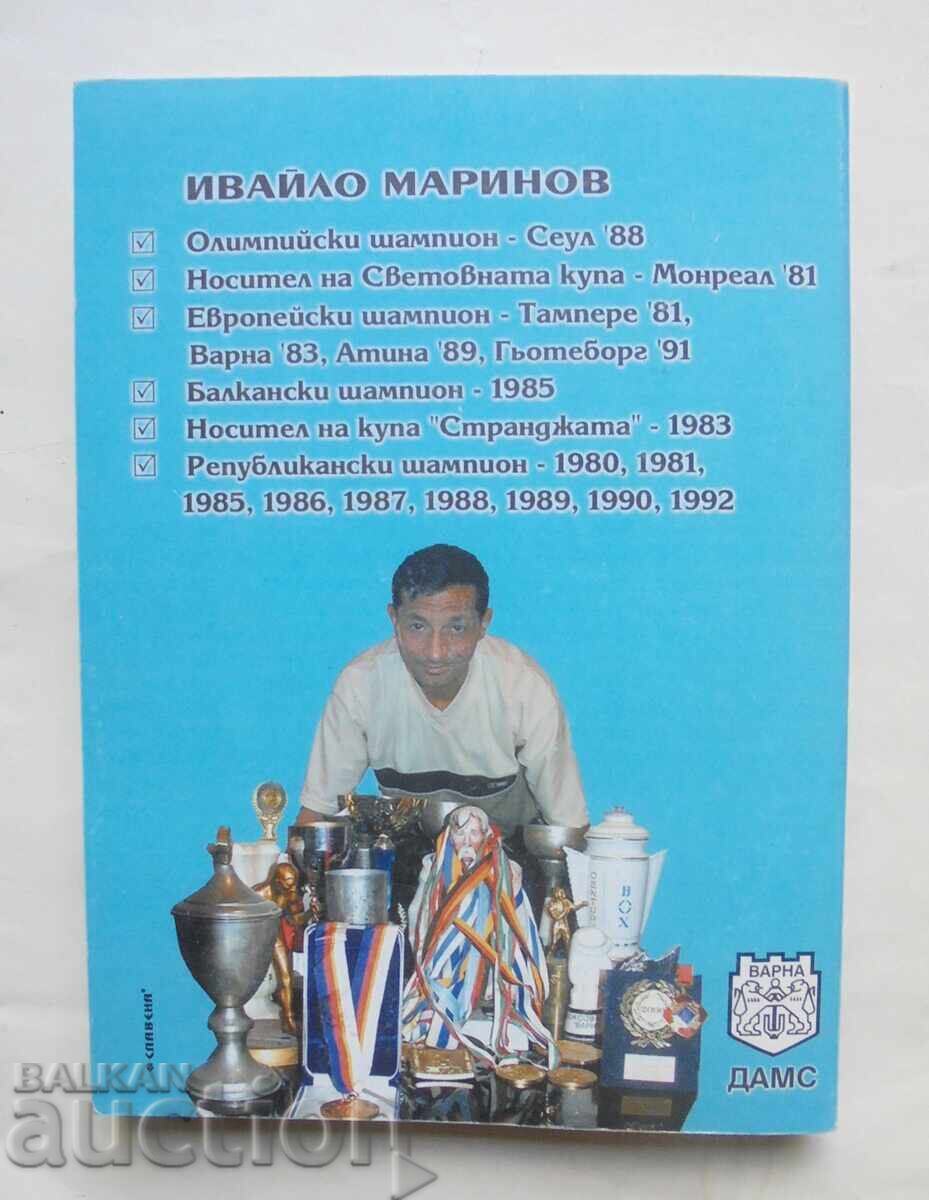 ИВАЙЛО МАРИНОВ
Олимпийски шампион - Сеул '88
Носител на Световната купа - Монреал '81
Европейски шампион - Тампере '81,
Варна '83, Атина '89, Гьотеборг '91
Балкански шампион - 1985
Носител на купа "Странджата" - 1983
Републикански шампион - 1980, 1981,
1985, 1986, 1987, 1988, 1989, 1990, 1992
BOX
ВАРНА
ДАМС
"СЛАВЕНА"
BALKAN
auction